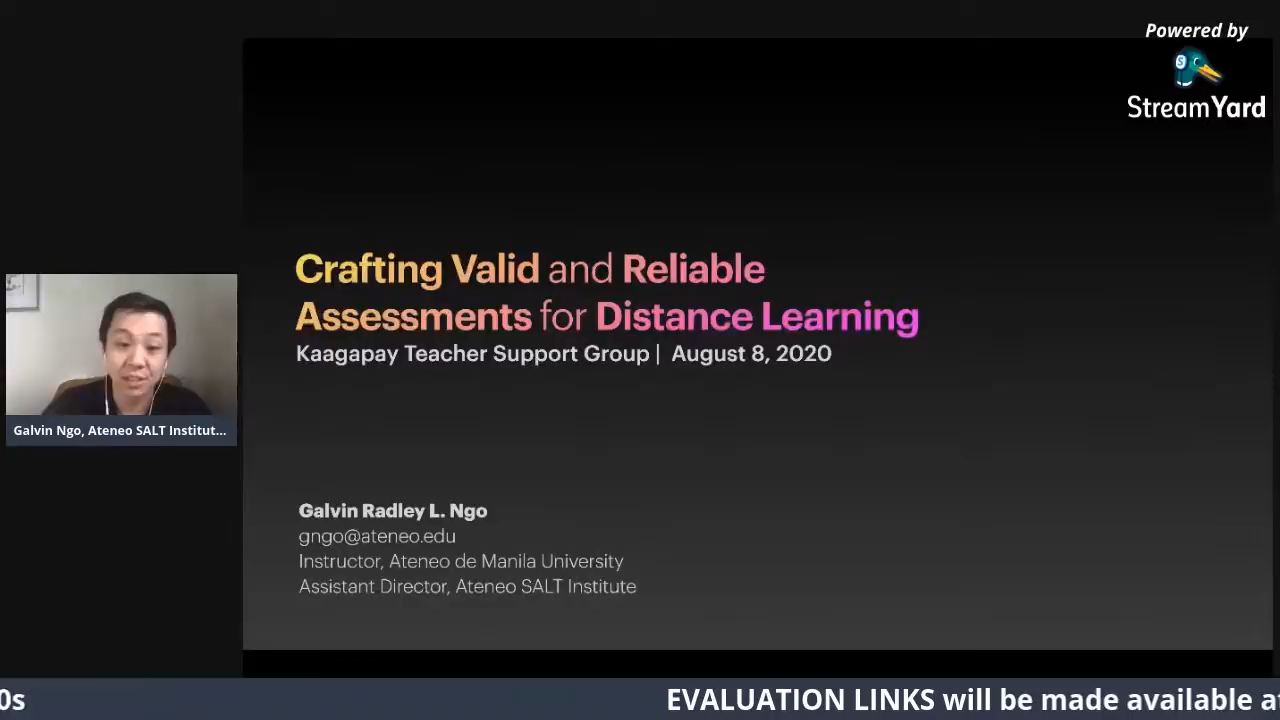 Powered by
StreamYard
Crafting Valid and Reliable
Assessments for Distance Learning
Kaagapay Teacher Support Group | August 8, 2020
Galvin Ngo, Ateneo SALT Institut...
Galvin Radley L. Ngo
gngo@ateneo.edu
Instructor, Ateneo de Manila University
Assistant Director, Ateneo SALT Institute
0s EVALUATION LINKS will be made available